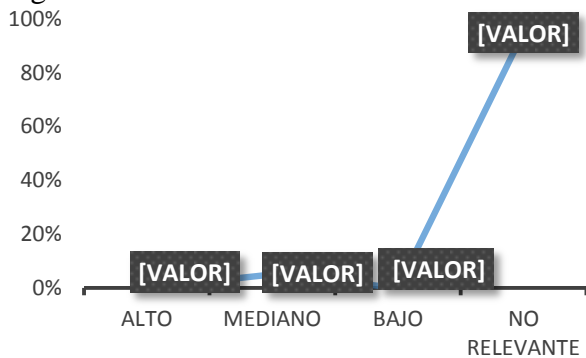 100%
[VALOR]
80%
60%
40%
20%
[VALOR] [VALOR] [VALOR]
0%
ALTO MEDIANO BAJO NO RELEVANTE